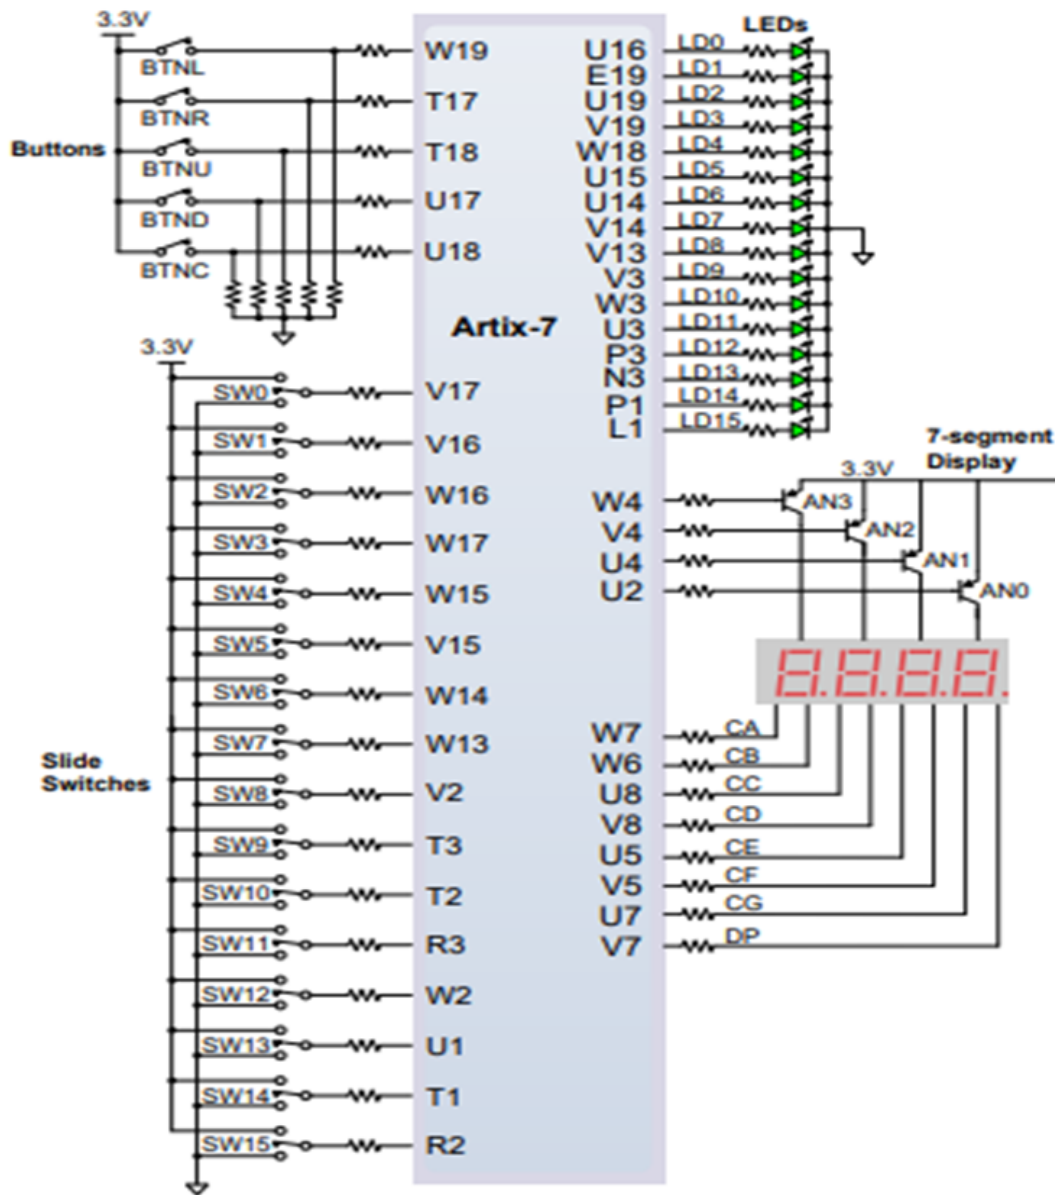 3.3V
BTNL
BTNR
Buttons
BTNU
BTND
BTNC
3.3V
SW0
SW1
SW2
SW3
SW4
SW5
SW6
SW7
Slide
Switches
SW8
SW9
SW10
SW11
SW12
SW13
SW14
SW15
W19
T17
T18
U17
U18
Artix-7
V17
V16
W16
W17
W15
V15
W14
W13
V2
T3
T2
R3
W2
U1
T1
R2
LEDs
U16 LD0
E19 LD1
U19 LD2
V19 LD3
W18 LD4
U15 LD5
U14 LD6
V14 LD7
V13 LD8
V3 LD9
W3 LD10
U3 LD11
P3 LD12
N3 LD13
P1 LD14
L1 LD15
7-segment
Display
3.3V
W4 AN3
V4 AN2
U4 AN1
U2 AN0
8.8.8.8.
W7 CA
W6 CB
U8 CC
V8 CD
U5 CE
V5 CF
U7 CG
V7 DP